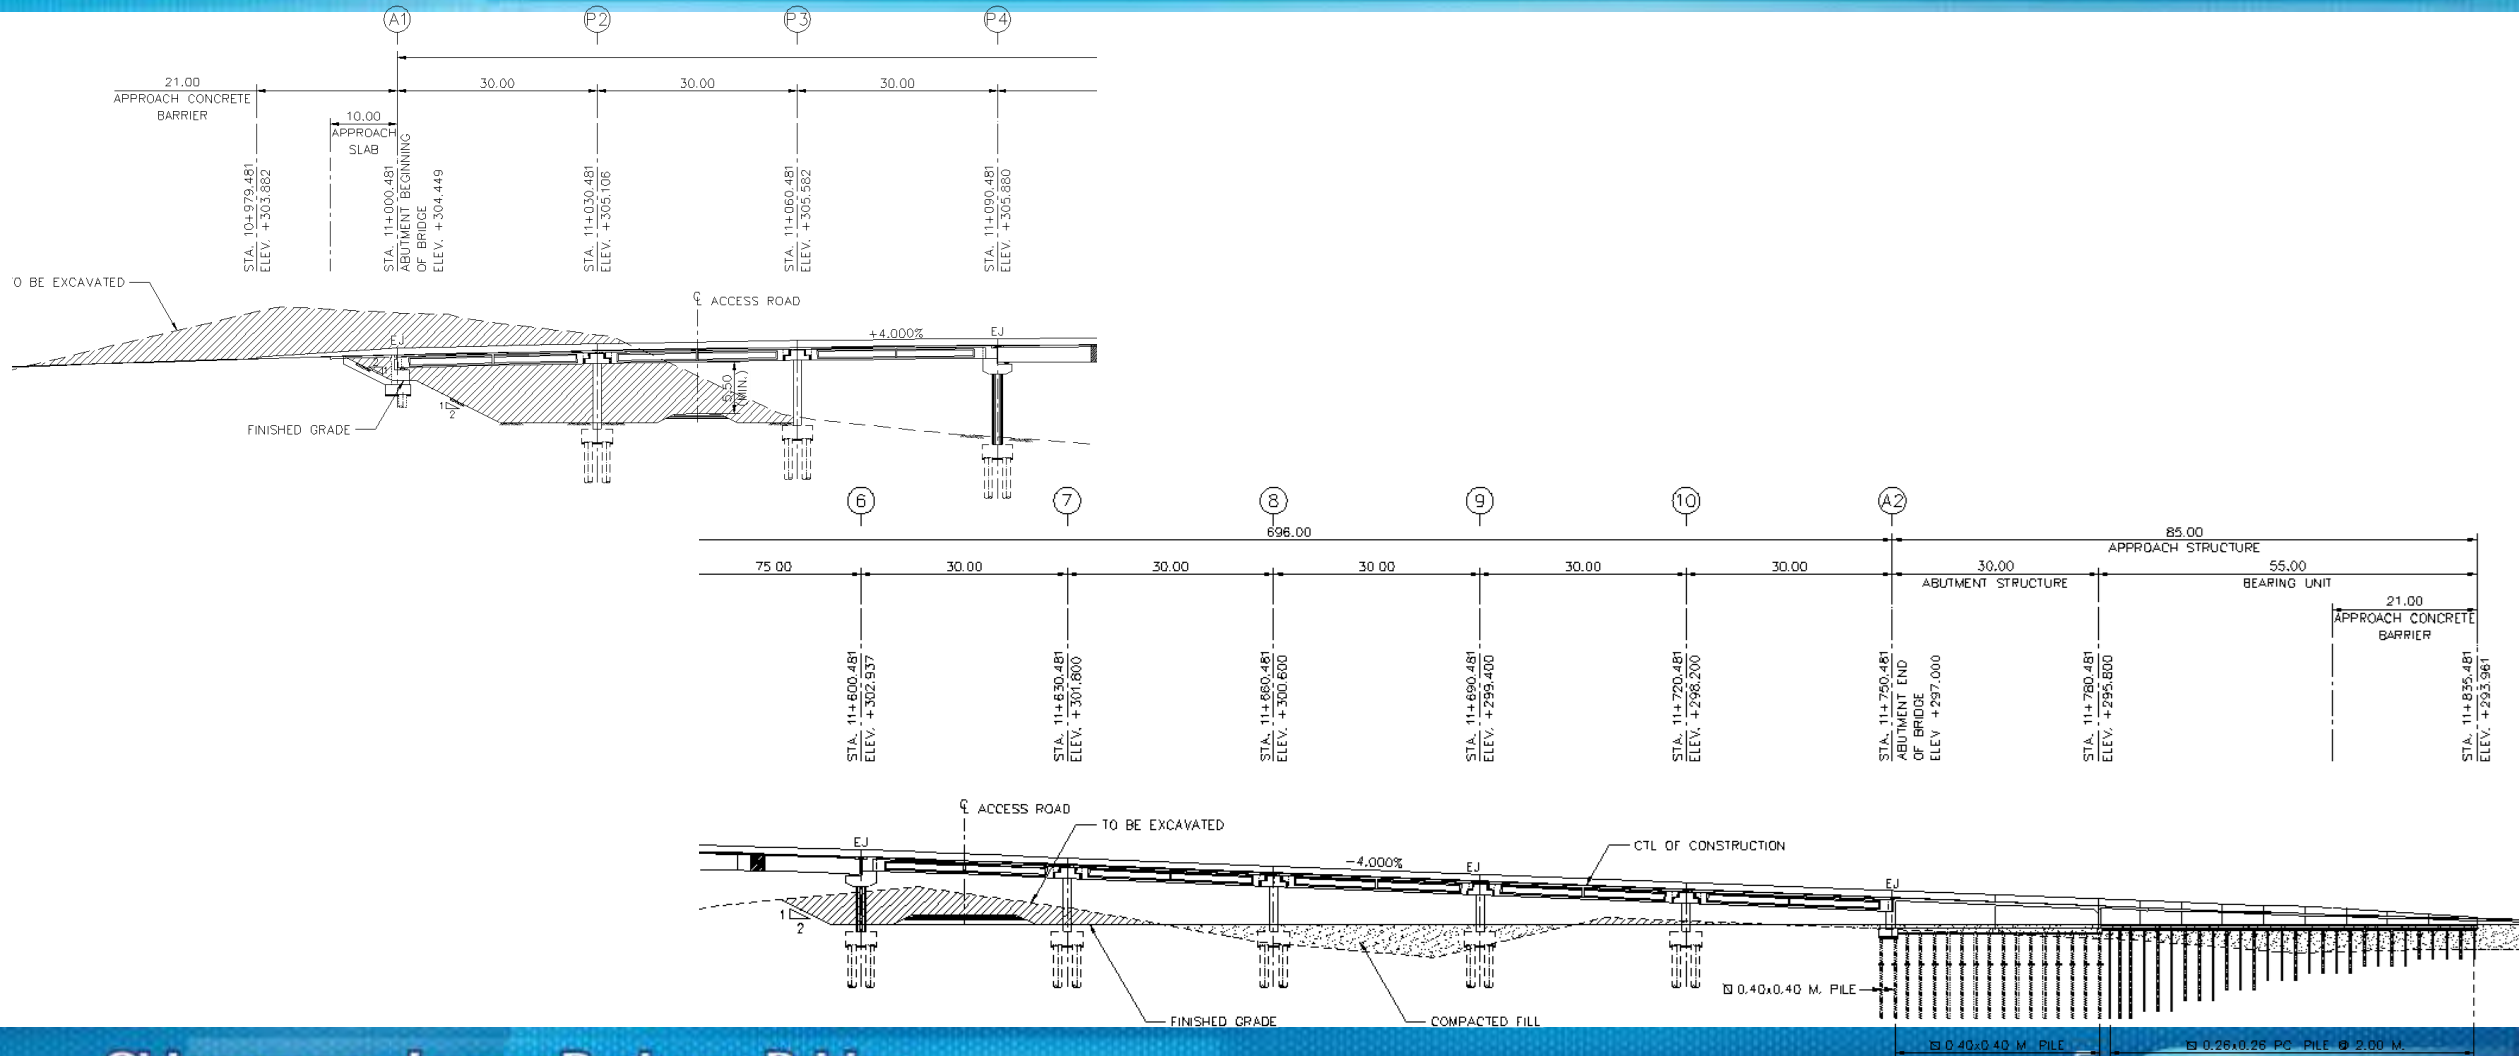 A1
P2
P3
P4
21.00
30.00
30.00
30.00
APPROACH CONCRETE
BARRIER
10.00
APPROACH
SLAB
STA. 10+979.481
ELEV. +303.882
STA. 11+000.481
ABUTMENT BEGINNING
OF BRIDGE
ELEV. +304.449
STA. 11+030.481
ELEV. +305.106
STA. 11+060.481
ELEV. +305.582
STA. 11+090.481
ELEV. +305.880
O BE EXCAVATED
℄ ACCESS ROAD
+4.000%
EJ
EJ
5.50
(MIN.)
2
1
1
2
FINISHED GRADE
6
7
8
9
10
A2
696.00
85.00
APPROACH STRUCTURE
75 00
30.00
30.00
30 00
30.00
30.00
30.00
55.00
ABUTMENT STRUCTURE
BEARING UNIT
21.00
APPROACH CONCRETE
BARRIER
STA. 11+600.481
ELEV. +302.937
STA. 11+630.481
ELEV. +301.800
STA. 11+660.481
ELEV. +300.600
STA. 11+690.481
ELEV. +299.400
STA. 11+720.481
ELEV. +298.200
STA. 11+750.481
ABUTMENT END
OF BRIDGE
ELEV +297.000
STA. 11+780.481
ELEV. +295.800
STA. 11+835.481
ELEV. +293.961
℄ ACCESS ROAD
TO BE EXCAVATED
EJ
-4.000%
EJ
CTL OF CONSTRUCTION
EJ
1
2
0.40x0.40 M. PILE
FINISHED GRADE
COMPACTED FILL
0.40x0.40 M PILE
0.26x0.26 PC. PILE @ 2.00 M.